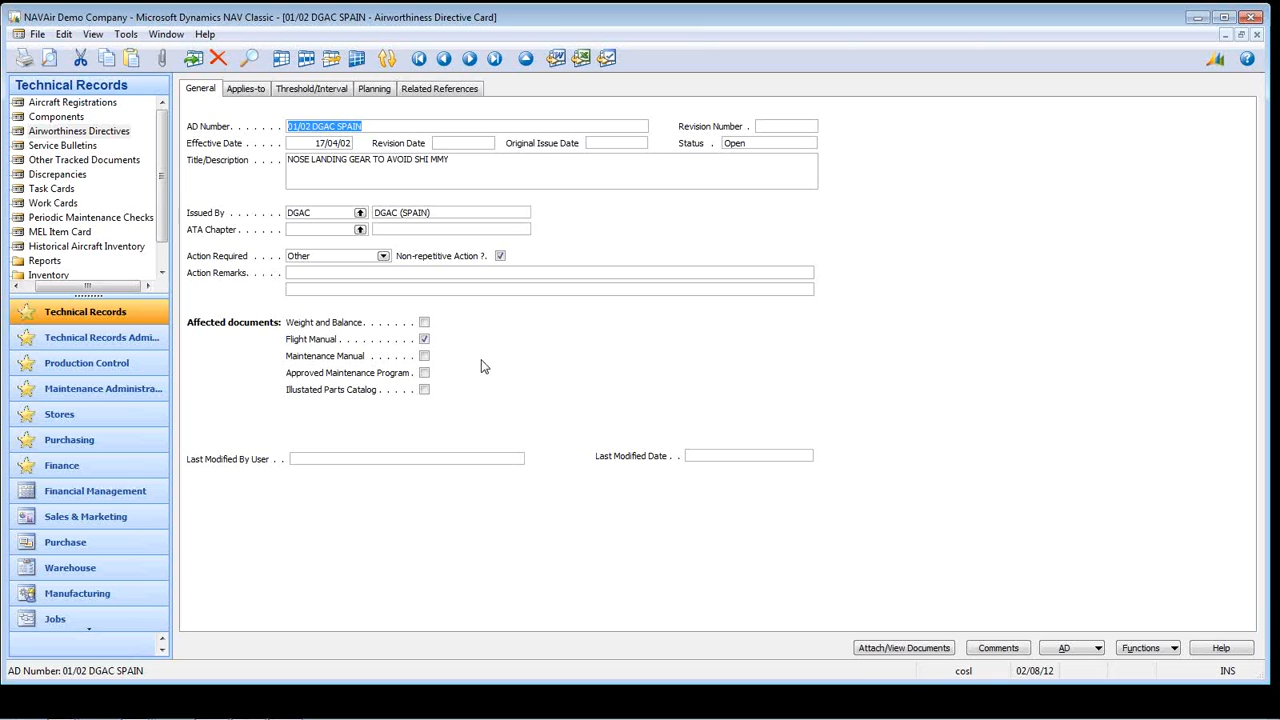 NAVAir Demo Company - Microsoft Dynamics NAV Classic - [01/02 DGAC SPAIN - Airworthiness Directive Card]
File Edit View Tools Window Help
Technical Records
Aircraft Registrations
Components
Airworthiness Directives
Service Bulletins
Other Tracked Documents
Discrepancies
Task Cards
Work Cards
Periodic Maintenance Checks
MEL Item Card
Historical Aircraft Inventory
Reports
Inventory
Technical Records
Technical Records Admi...
Production Control
Maintenance Administra...
Stores
Purchasing
Finance
Financial Management
Sales & Marketing
Purchase
Warehouse
Manufacturing
Jobs
General Applies-to Threshold/Interval Planning Related References
AD Number. . . . . . . 01/02 DGAC SPAIN Revision Number .
Effective Date . . . . . 17/04/02 Revision Date Original Issue Date Status . Open
Title/Description . . . . NOSE LANDING GEAR TO AVOID SHI MMY
Issued By . . . . . . . DGAC DGAC (SPAIN)
ATA Chapter . . . . . .
Action Required . . . . Other Non-repetitive Action ?.
Action Remarks. . . . .
Affected documents: Weight and Balance. . . . . . .
Flight Manual . . . . . . . . . .
Maintenance Manual . . . . . .
Approved Maintenance Program .
Illustated Parts Catalog . . . . .
Last Modified By User . . Last Modified Date . .
Attach/View Documents Comments AD Functions Help
AD Number: 01/02 DGAC SPAIN cosl 02/08/12 INS